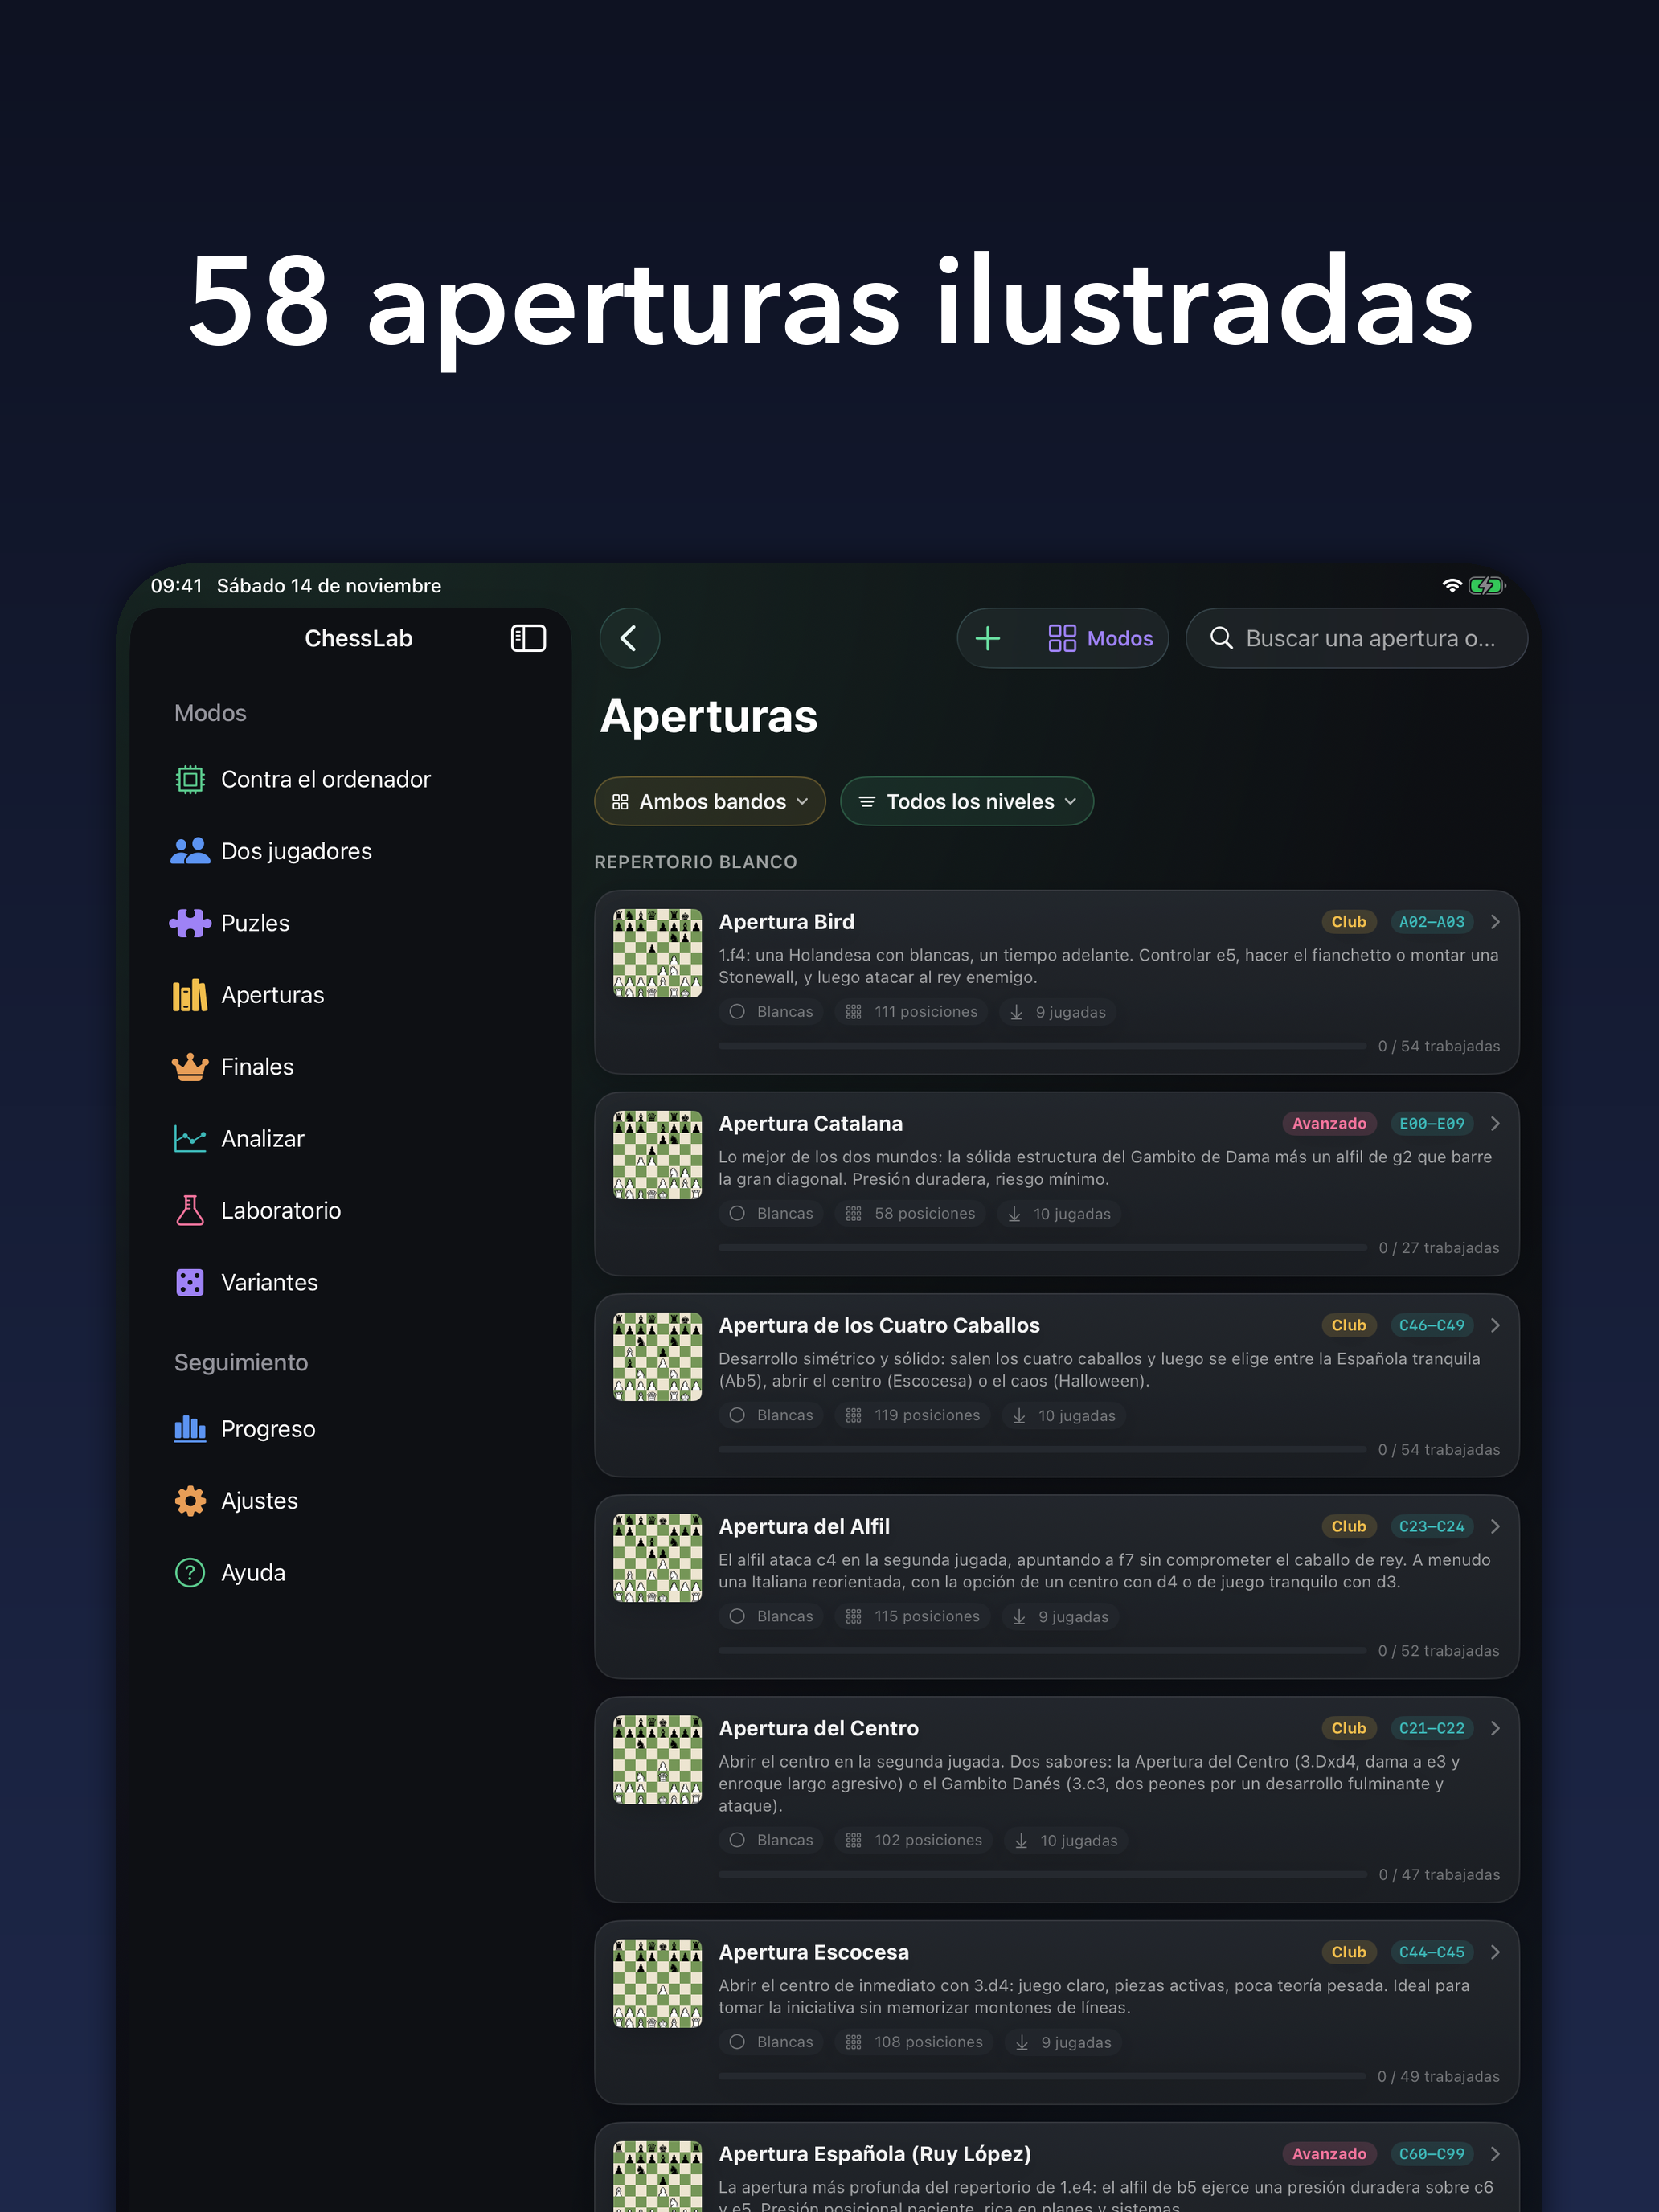 58 aperturas ilustradas
09:41 Sábado 14 de noviembre
ChessLab
Modos
Contra el ordenador
Dos jugadores
Puzles
Aperturas
Finales
Analizar
Laboratorio
Variantes
Seguimiento
Progreso
Ajustes
Ayuda
Modos
Buscar una apertura o...
Aperturas
Ambos bandos
Todos los niveles
REPERTORIO BLANCO
Apertura Bird
Club
A02–A03
1.f4: una Holandesa con blancas, un tiempo adelante. Controlar e5, hacer el fianchetto o montar una
Stonewall, y luego atacar al rey enemigo.
Blancas
111 posiciones
9 jugadas
0 / 54 trabajadas
Apertura Catalana
Avanzado
E00–E09
Lo mejor de los dos mundos: la sólida estructura del Gambito de Dama más un alfil de g2 que barre
la gran diagonal. Presión duradera, riesgo mínimo.
Blancas
58 posiciones
10 jugadas
0 / 27 trabajadas
Apertura de los Cuatro Caballos
Club
C46–C49
Desarrollo simétrico y sólido: salen los cuatro caballos y luego se elige entre la Española tranquila
(Ab5), abrir el centro (Escocesa) o el caos (Halloween).
Blancas
119 posiciones
10 jugadas
0 / 54 trabajadas
Apertura del Alfil
Club
C23–C24
El alfil ataca c4 en la segunda jugada, apuntando a f7 sin comprometer el caballo de rey. A menudo
una Italiana reorientada, con la opción de un centro con d4 o de juego tranquilo con d3.
Blancas
115 posiciones
9 jugadas
0 / 52 trabajadas
Apertura del Centro
Club
C21–C22
Abrir el centro en la segunda jugada. Dos sabores: la Apertura del Centro (3.Dxd4, dama a e3 y
enroque largo agresivo) o el Gambito Danés (3.c3, dos peones por un desarrollo fulminante y
ataque).
Blancas
102 posiciones
10 jugadas
0 / 47 trabajadas
Apertura Escocesa
Club
C44–C45
Abrir el centro de inmediato con 3.d4: juego claro, piezas activas, poca teoría pesada. Ideal para
tomar la iniciativa sin memorizar montones de líneas.
Blancas
108 posiciones
9 jugadas
0 / 49 trabajadas
Apertura Española (Ruy López)
Avanzado
C60–C99
La apertura más profunda del repertorio de 1.e4: el alfil de b5 ejerce una presión duradera sobre c6
y e5. Presión posicional paciente, rica en planes y sistemas.